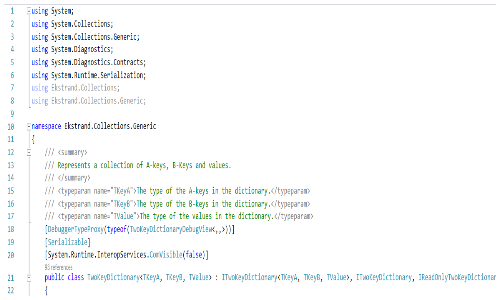 1 using System;
2 using System.Collections;
3 using System.Collections.Generic;
4 using System.Diagnostics;
5 using System.Diagnostics.Contracts;
6 using System.Runtime.Serialization;
7 using Ekstrand.Collections;
8 using Ekstrand.Collections.Generic;
9
10 namespace Ekstrand.Collections.Generic
11 {
12 /// <summary>
13 /// Represents a collection of A-keys, B-Keys and values.
14 /// </summary>
15 /// <typeparam name="TKeyA">The type of the A-keys in the dictionary.</typeparam>
16 /// <typeparam name="TKeyB">The type of the B-keys in the dictionary.</typeparam>
17 /// <typeparam name="TValue">The type of the values in the dictionary.</typeparam>
18 [DebuggerTypeProxy(typeof(TwoKeyDictionaryDebugView<,,>))]
19 [Serializable]
20 [System.Runtime.InteropServices.ComVisible(false)]
references
21 public class TwoKeyDictionary<TKeyA, TKeyB, TValue> : ITwoKeyDictionary<TKeyA, TKeyB, TValue>, ITwoKeyDictionary, IReadOnlyTwoKeyDictionar
22 {